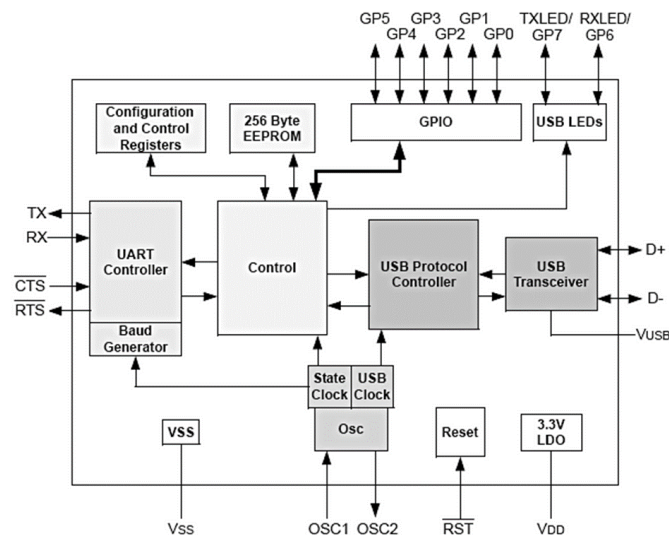 GP5 GP3 GP1 TXLED/ RXLED/
GP4 GP2 GP0 GP7 GP6
Configuration
and Control
Registers
256 Byte
EEPROM
GPIO
USB LEDs
TX
RX
CTS
RTS
UART
Controller
Baud
Generator
Control
USB Protocol
Controller
USB
Transceiver
D+
D-
VUSB
State
Clock
USB
Clock
Osc
VSS
Reset
3.3V
LDO
VSS
OSC1
OSC2
RST
VDD